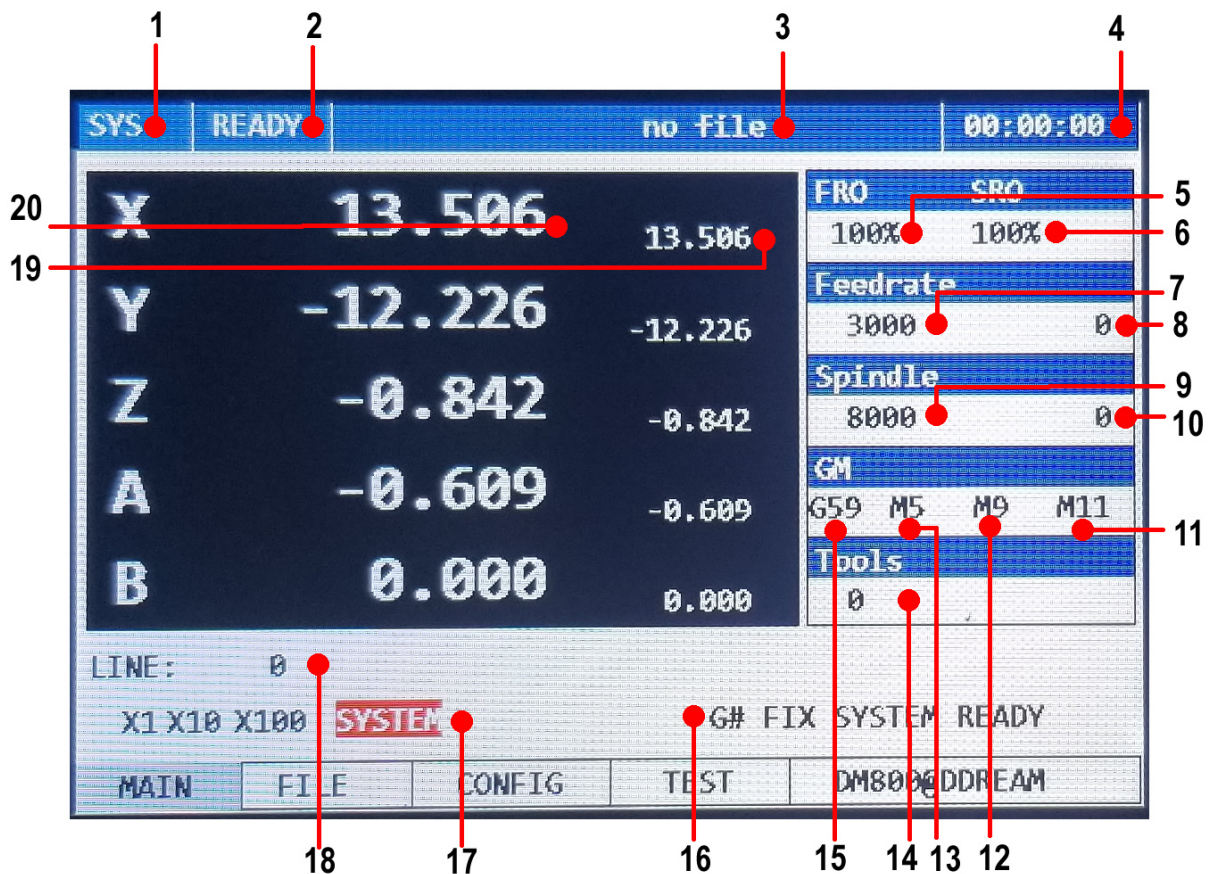 1 2 3 4
SYS READY no file 00:00:00
X 13.506 13.506
Y -12.226 -12.226
Z -0.842 -0.842
A -0.609 -0.609
B 0.000 0.000
FRO SRO
100% 100%
Feedrate
3000 0
Spindle
8000 0
GM
G59 M5 M9 M11
Tools
0
20
19
5
6
7
8
9
10
11
LINE: 0
X1 X10 X100 SYSTEM G# FIX SYSTEM READY
MAIN FILE CONFIG TEST DM800@DDREAM
18 17 16 15 14 13 12